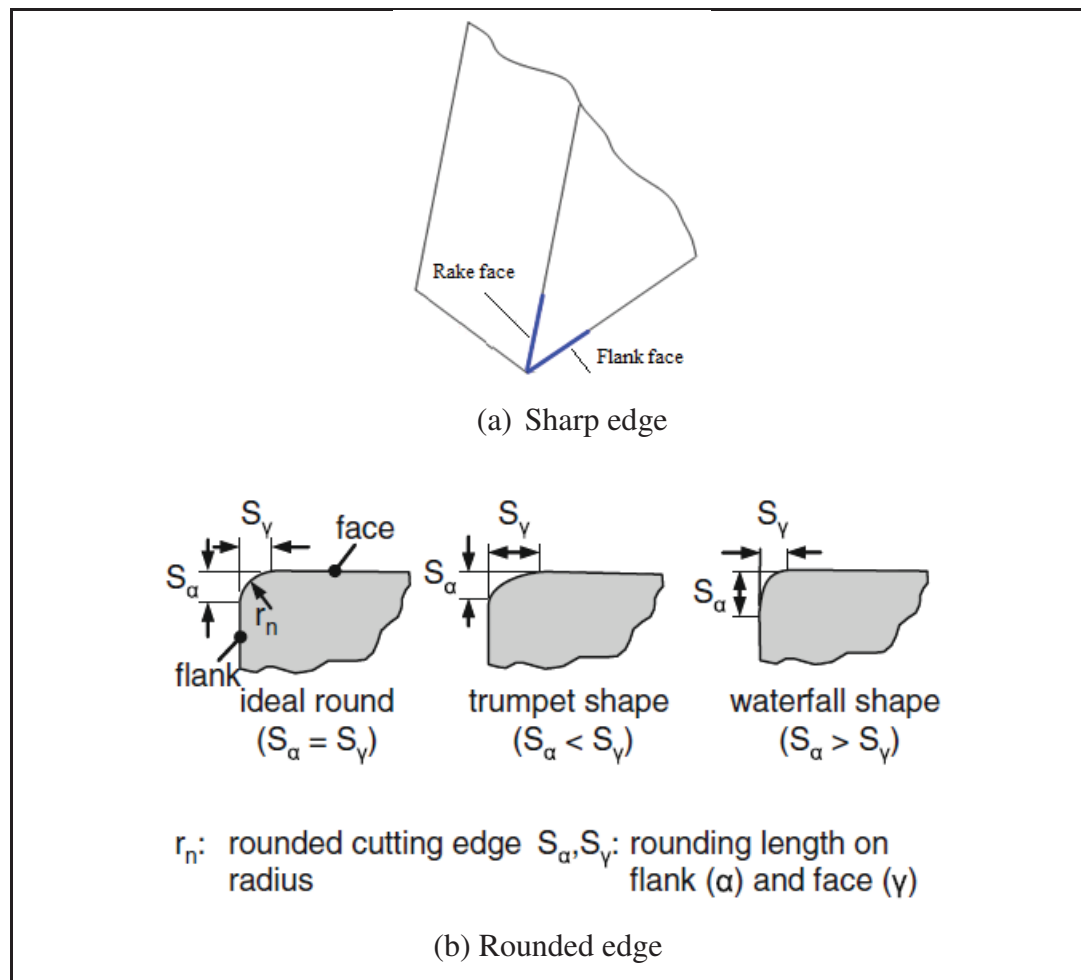 Rake face
Flank face
(a) Sharp edge
Sγ
face
Sα
rn
flank
ideal round
(Sα = Sγ)
Sγ
Sα
trumpet shape
(Sα < Sγ)
Sγ
Sα
waterfall shape
(Sα > Sγ)
rn: rounded cutting edge radius
Sα,Sγ: rounding length on flank (α) and face (γ)
(b) Rounded edge